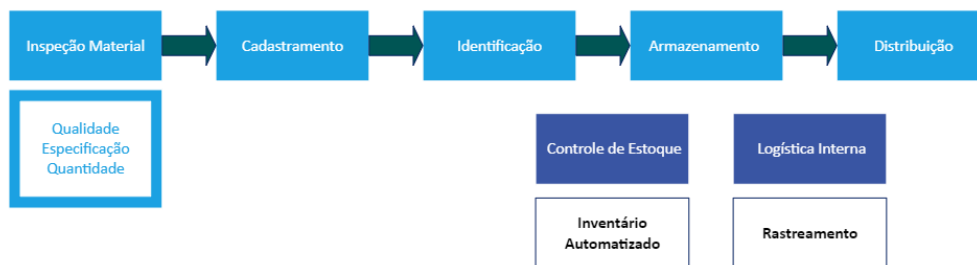 Inspeção Material
Cadastramento
Identificação
Armazenamento
Distribuição
Qualidade
Especificação
Quantidade
Controle de Estoque
Logística Interna
Inventário
Automatizado
Rastreamento